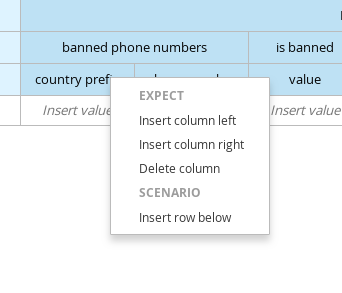 banned phone numbers is banned
country value
EXPECT
Insert value Insert value
Insert column left
Insert column right
Delete column
SCENARIO
Insert row below